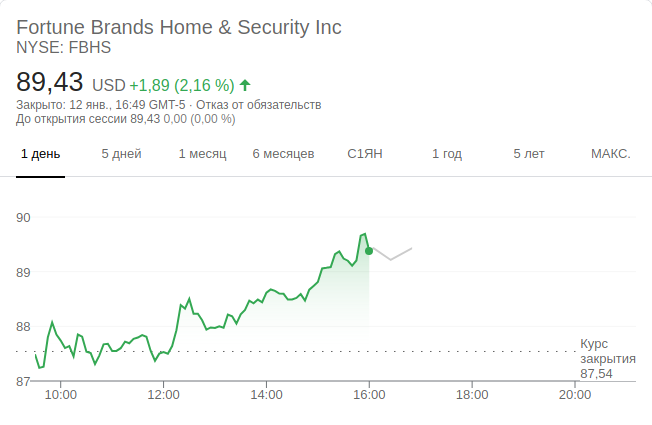 Fortune Brands Home & Security Inc
NYSE: FBHS
89,43 USD +1,89 (2,16 %)
Закрыто: 12 янв., 16:49 GMT-5 · Отказ от обязательств
До открытия сессии 89,43 0,00 (0,00 %)
1 день 5 дней 1 месяц 6 месяцев С1ЯН 1 год 5 лет МАКС.
90
89
88
Курс
закрытия
87,54
87
10:00 12:00 14:00 16:00 18:00 20:00